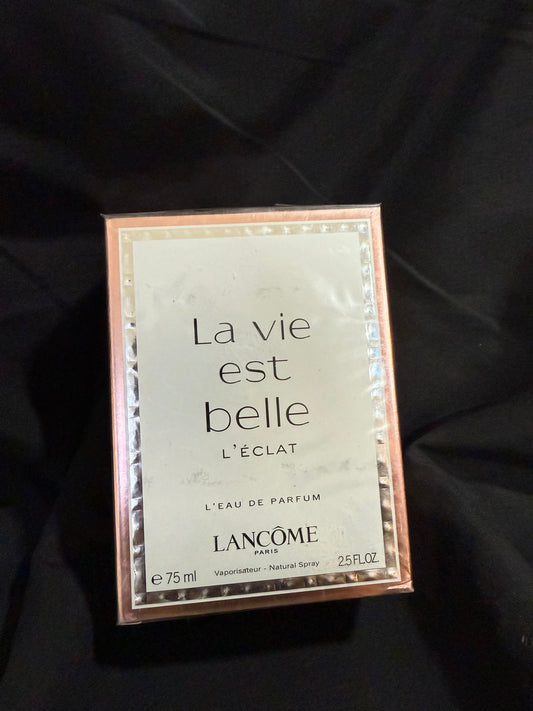 La vie
est
belle
L'ÉCLAT
L'EAU DE PARFUM
LANCÔME
PARIS
e 75 ml Vaporisateur - Natural Spray 2.5 FL.OZ.